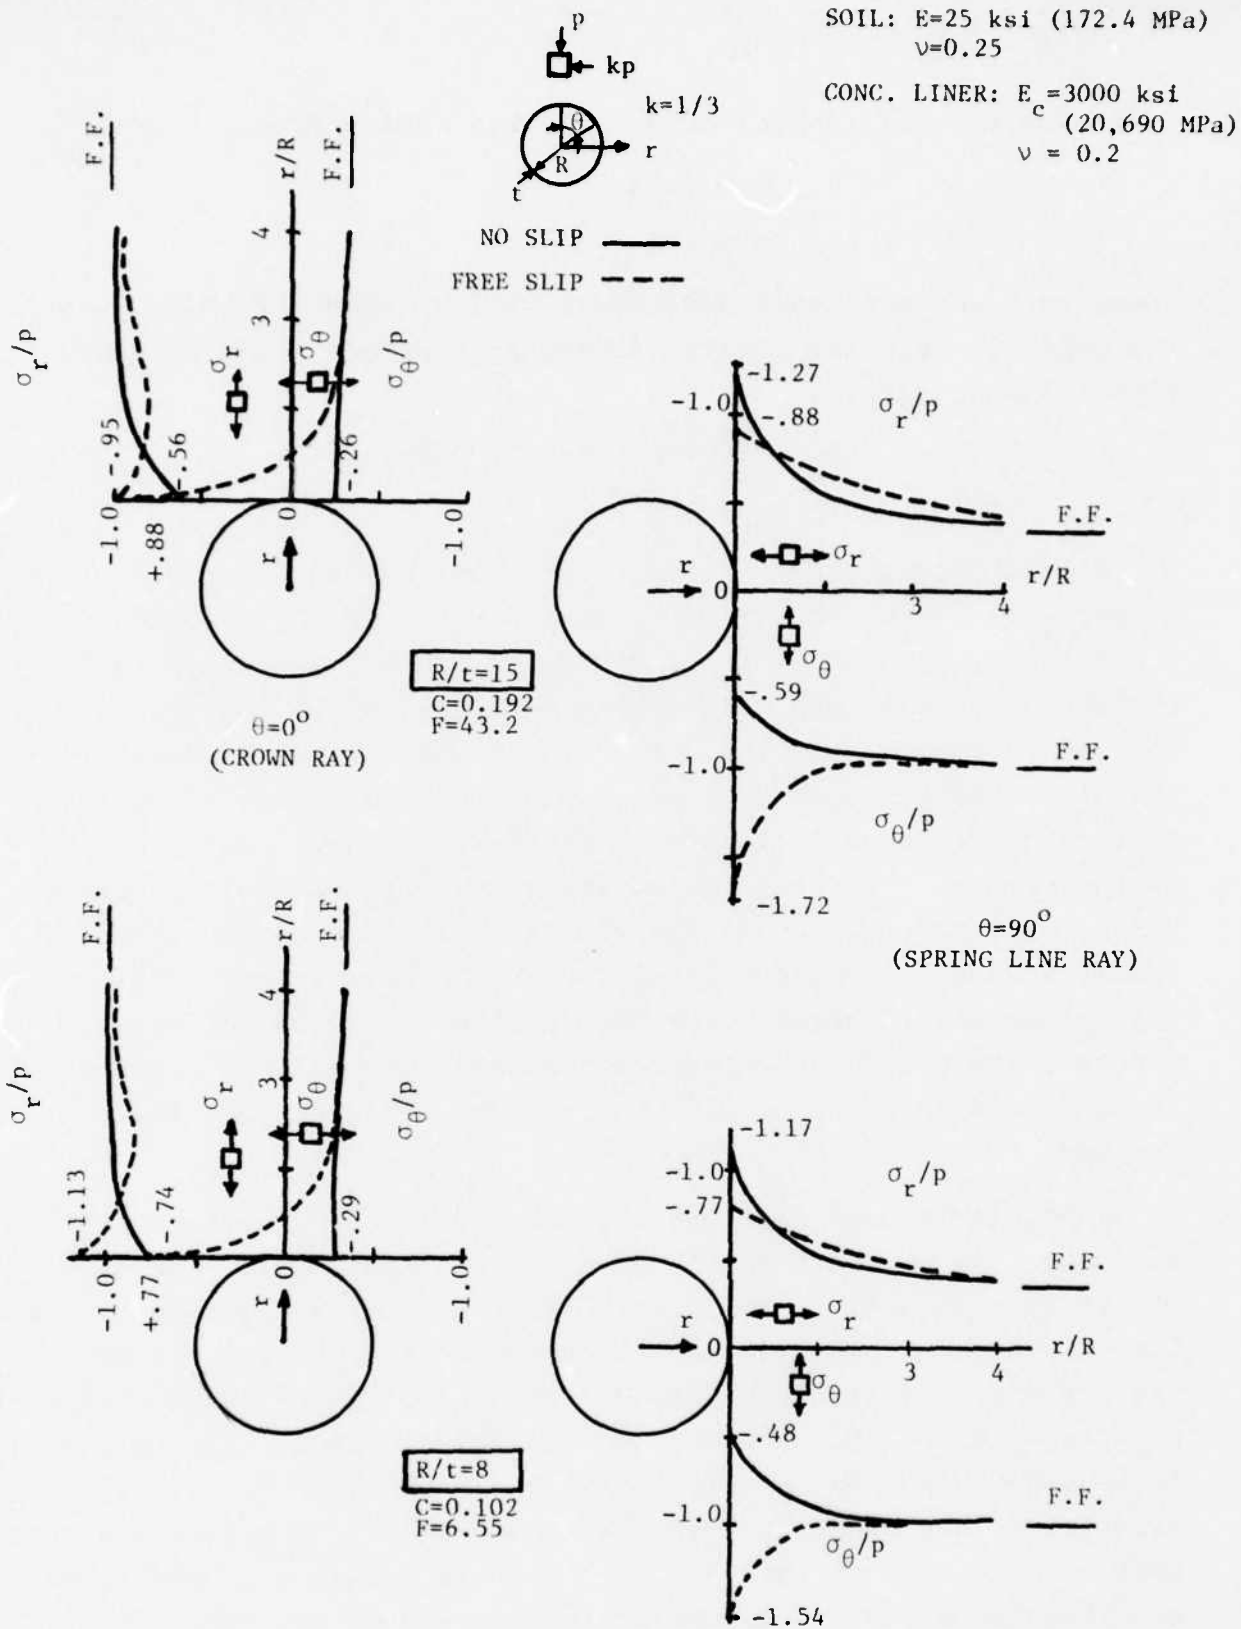 SOIL: E=25 ksi (172.4 MPa)
ν=0.25
CONC. LINER: E_c=3000 ksi
(20,690 MPa)
ν = 0.2
p
kp
k=1/3
θ
R
r
t
NO SLIP
FREE SLIP
F.F.
r/R
F.F.
4
3
σ_r/p
σ_r
σ_θ
σ_θ/p
-.95
-.56
-.26
-1.0
+.88
0
-1.0
r
θ=0°
(CROWN RAY)
R/t=15
C=0.192
F=43.2
-1.27
-1.0
-.88
σ_r/p
F.F.
σ_r
r
0
r/R
3
4
σ_θ
-.59
F.F.
-1.0
σ_θ/p
-1.72
θ=90°
(SPRING LINE RAY)
F.F.
r/R
F.F.
4
3
σ_r/p
σ_r
σ_θ
σ_θ/p
-1.13
-.74
-.29
-1.0
+.77
0
-1.0
r
R/t=8
C=0.102
F=6.55
-1.17
-1.0
-.77
σ_r/p
F.F.
σ_r
r
0
r/R
3
4
σ_θ
-.48
F.F.
-1.0
σ_θ/p
-1.54